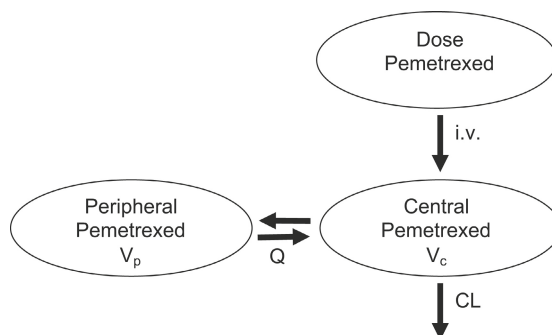 Dose
Pemetrexed
i.v.
Peripheral
Pemetrexed
Vp
Q
Central
Pemetrexed
Vc
CL